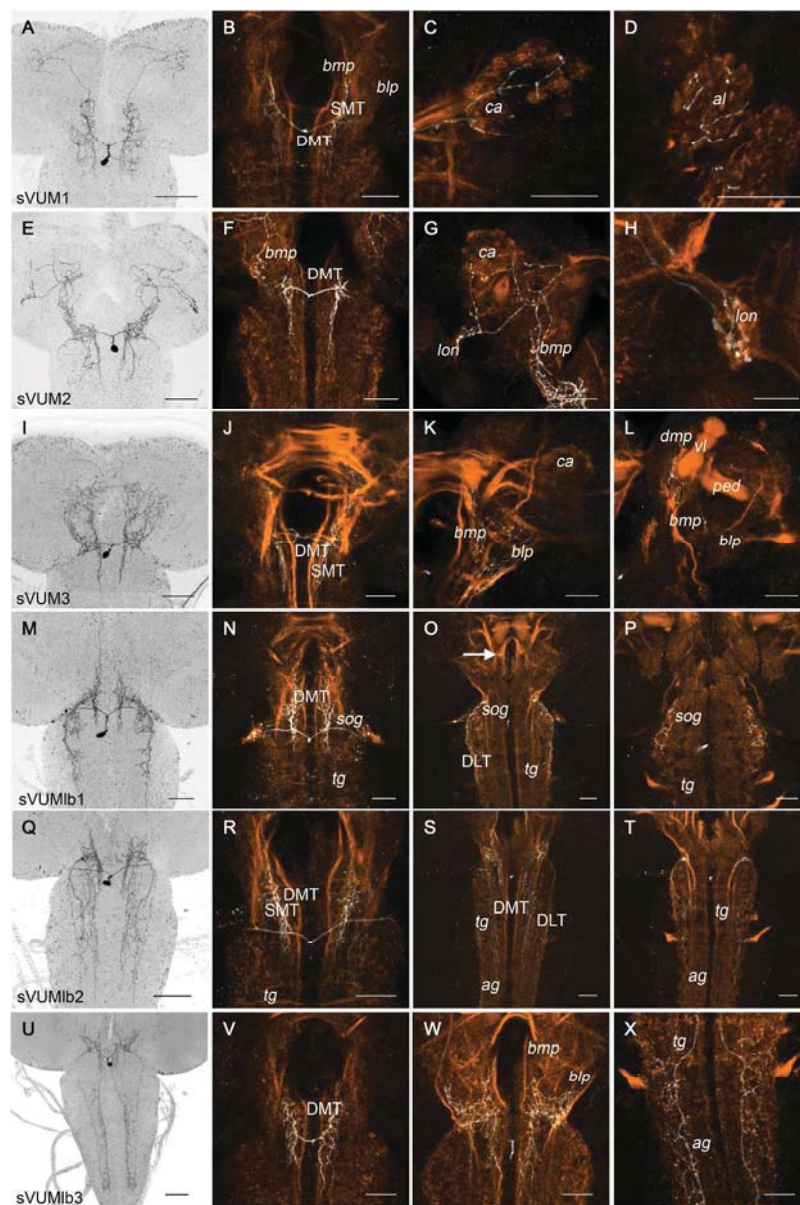 A B bmp blp SMT DMT C ca D al
sVUM1
E F bmp DMT G ca lon bmp H lon
sVUM2
I J DMT SMT K ca bmp blp L dmp vl ped bmp blp
sVUM3
M N DMT sog tg O sog DLT tg P sog tg
sVUMlb1
Q R DMT SMT tg S DMT tg DLT ag T tg ag
sVUMlb2
U V DMT W bmp blp X tg ag
sVUMlb3